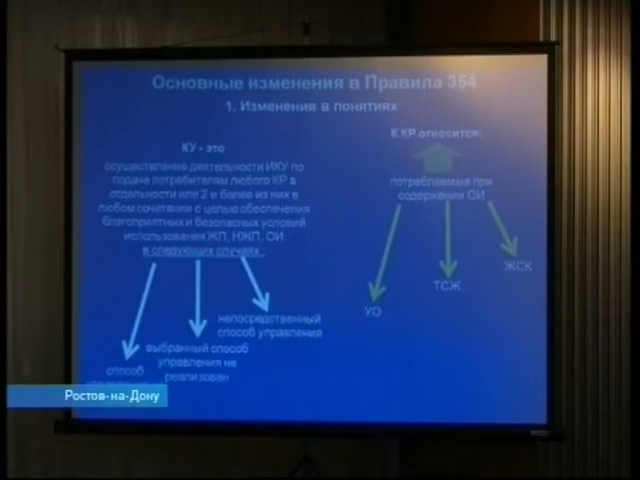 Основные изменения в Правила 354
1. Изменения в понятиях
КУ - это
осуществление деятельности ИКУ по
подаче потребителям любого КР в
отдельности или 2 и более из них в
любом сочетании с целью обеспечения
благоприятных и безопасных условий
использования ЖП, НЖП, ОИ
в следующих случаях :
непосредственный
способ управления
выбранный способ
управления не
реализован
способ
К КР относится:
потребляемые при
содержании ОИ
ЖСК
ТСЖ
УО
Ростов-на-Дону